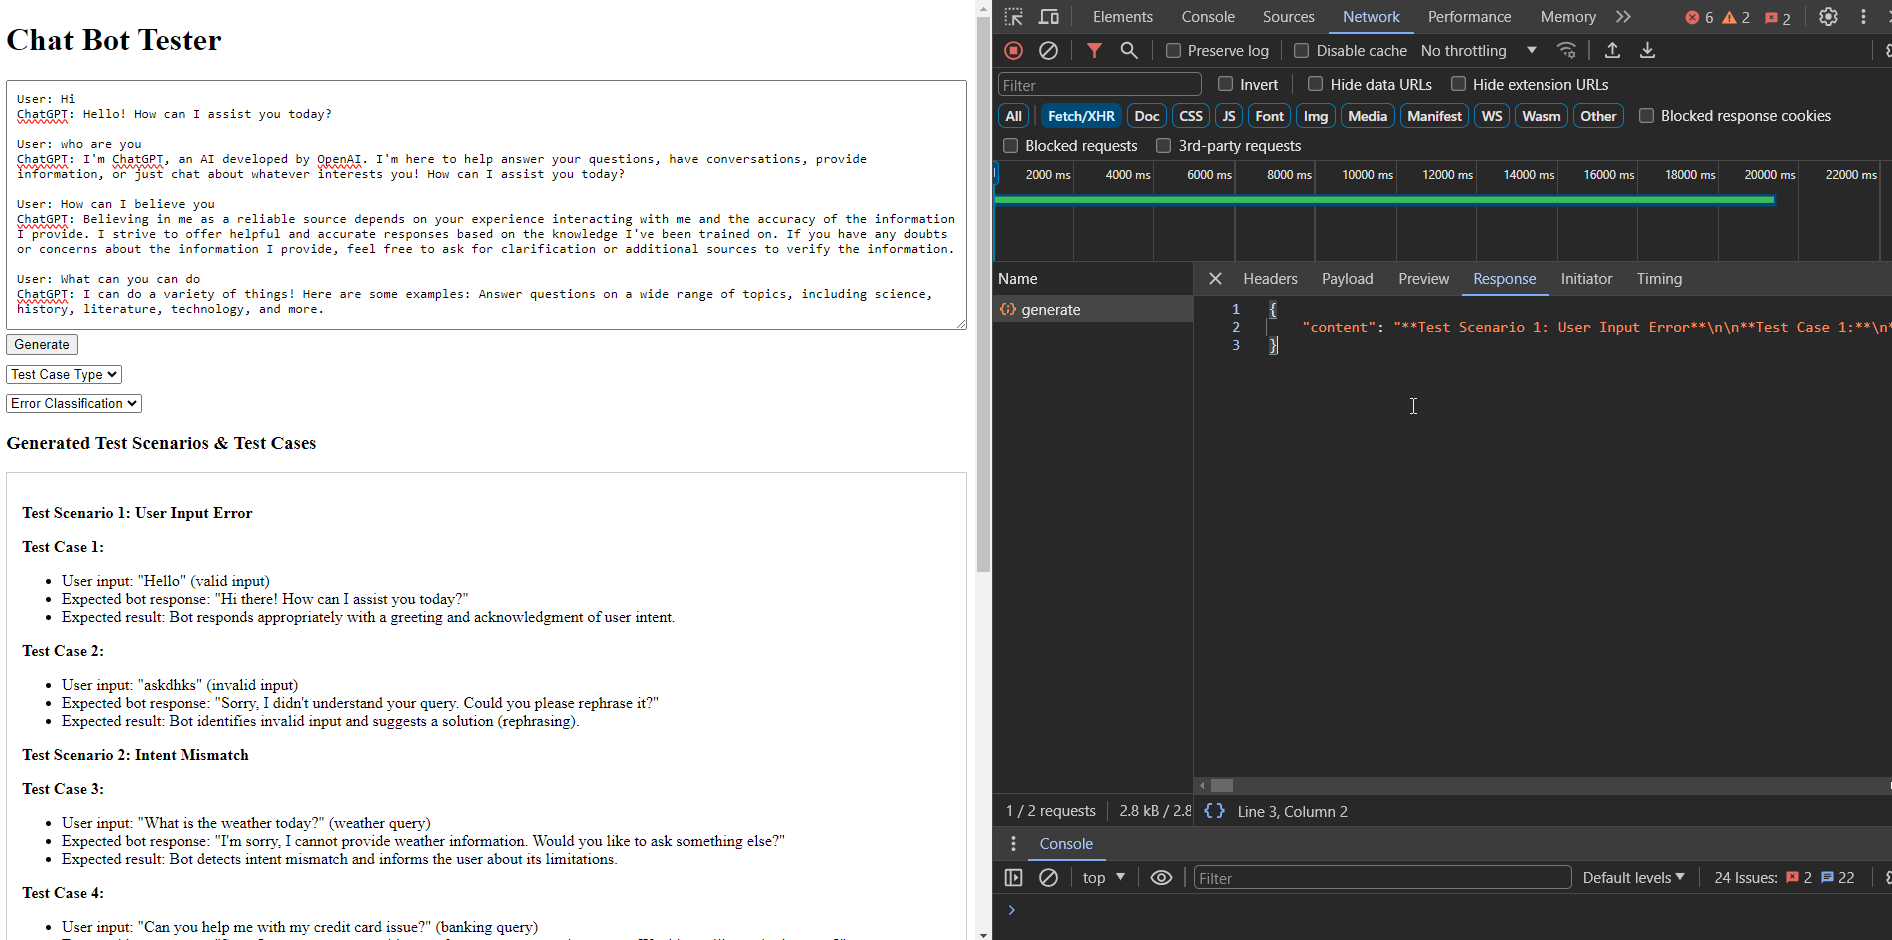 Chat Bot Tester
User: Hi
ChatGPT: Hello! How can I assist you today?
User: who are you
ChatGPT: I'm ChatGPT, an AI developed by OpenAI. I'm here to help answer your questions, have conversations, provide
information, or just chat about whatever interests you! How can I assist you today?
User: How can I believe you
ChatGPT: Believing in me as a reliable source depends on your experience interacting with me and the accuracy of the information
I provide. I strive to offer helpful and accurate responses based on the knowledge I've been trained on. If you have any doubts
or concerns about the information I provide, feel free to ask for clarification or additional sources to verify the information.
User: What can you can do
ChatGPT: I can do a variety of things! Here are some examples: Answer questions on a wide range of topics, including science,
history, literature, technology, and more.
Generate
Test Case Type
Error Classification
Generated Test Scenarios & Test Cases
Test Scenario 1: User Input Error
Test Case 1:
• User input: "Hello" (valid input)
• Expected bot response: "Hi there! How can I assist you today?"
• Expected result: Bot responds appropriately with a greeting and acknowledgment of user intent.
Test Case 2:
• User input: "askdhks" (invalid input)
• Expected bot response: "Sorry, I didn't understand your query. Could you please rephrase it?"
• Expected result: Bot identifies invalid input and suggests a solution (rephrasing).
Test Scenario 2: Intent Mismatch
Test Case 3:
• User input: "What is the weather today?" (weather query)
• Expected bot response: "I'm sorry, I cannot provide weather information. Would you like to ask something else?"
• Expected result: Bot detects intent mismatch and informs the user about its limitations.
Test Case 4:
• User input: "Can you help me with my credit card issue?" (banking query)
Elements Console Sources Network Performance Memory 6 2 2
Preserve log Disable cache No throttling
Filter Invert Hide data URLs Hide extension URLs
All Fetch/XHR Doc CSS JS Font Img Media Manifest WS Wasm Other Blocked response cookies
Blocked requests 3rd-party requests
2000 ms 4000 ms 6000 ms 8000 ms 10000 ms 12000 ms 14000 ms 16000 ms 18000 ms 20000 ms 22000 ms
Name Headers Payload Preview Response Initiator Timing
generate
1 {
2 "content": "**Test Scenario 1: User Input Error**\n\n**Test Case 1:**\n*
3 }
1 / 2 requests 2.8 kB / 2.8 {} Line 3, Column 2
Console
top Filter Default levels 24 Issues: 2 22